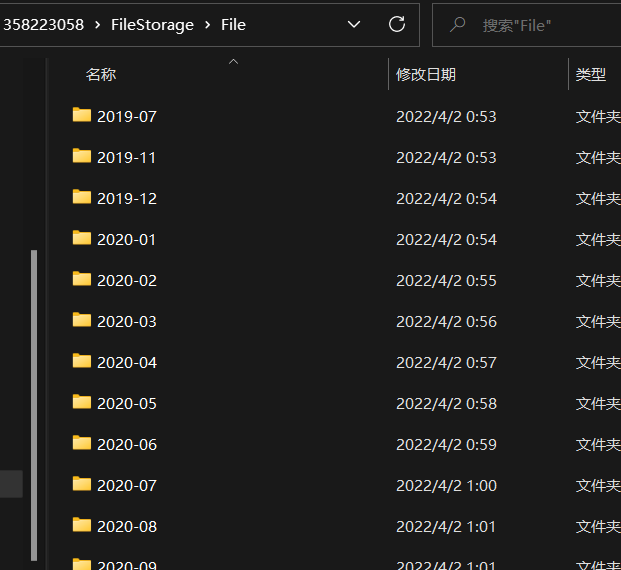 358223058 › FileStorage › File
搜索"File"
名称 修改日期 类型
2019-07 2022/4/2 0:53 文件夹
2019-11 2022/4/2 0:53 文件夹
2019-12 2022/4/2 0:54 文件夹
2020-01 2022/4/2 0:54 文件夹
2020-02 2022/4/2 0:55 文件夹
2020-03 2022/4/2 0:56 文件夹
2020-04 2022/4/2 0:57 文件夹
2020-05 2022/4/2 0:58 文件夹
2020-06 2022/4/2 0:59 文件夹
2020-07 2022/4/2 1:00 文件夹
2020-08 2022/4/2 1:01 文件夹
2020-09 2022/4/2 1:01 文件夹